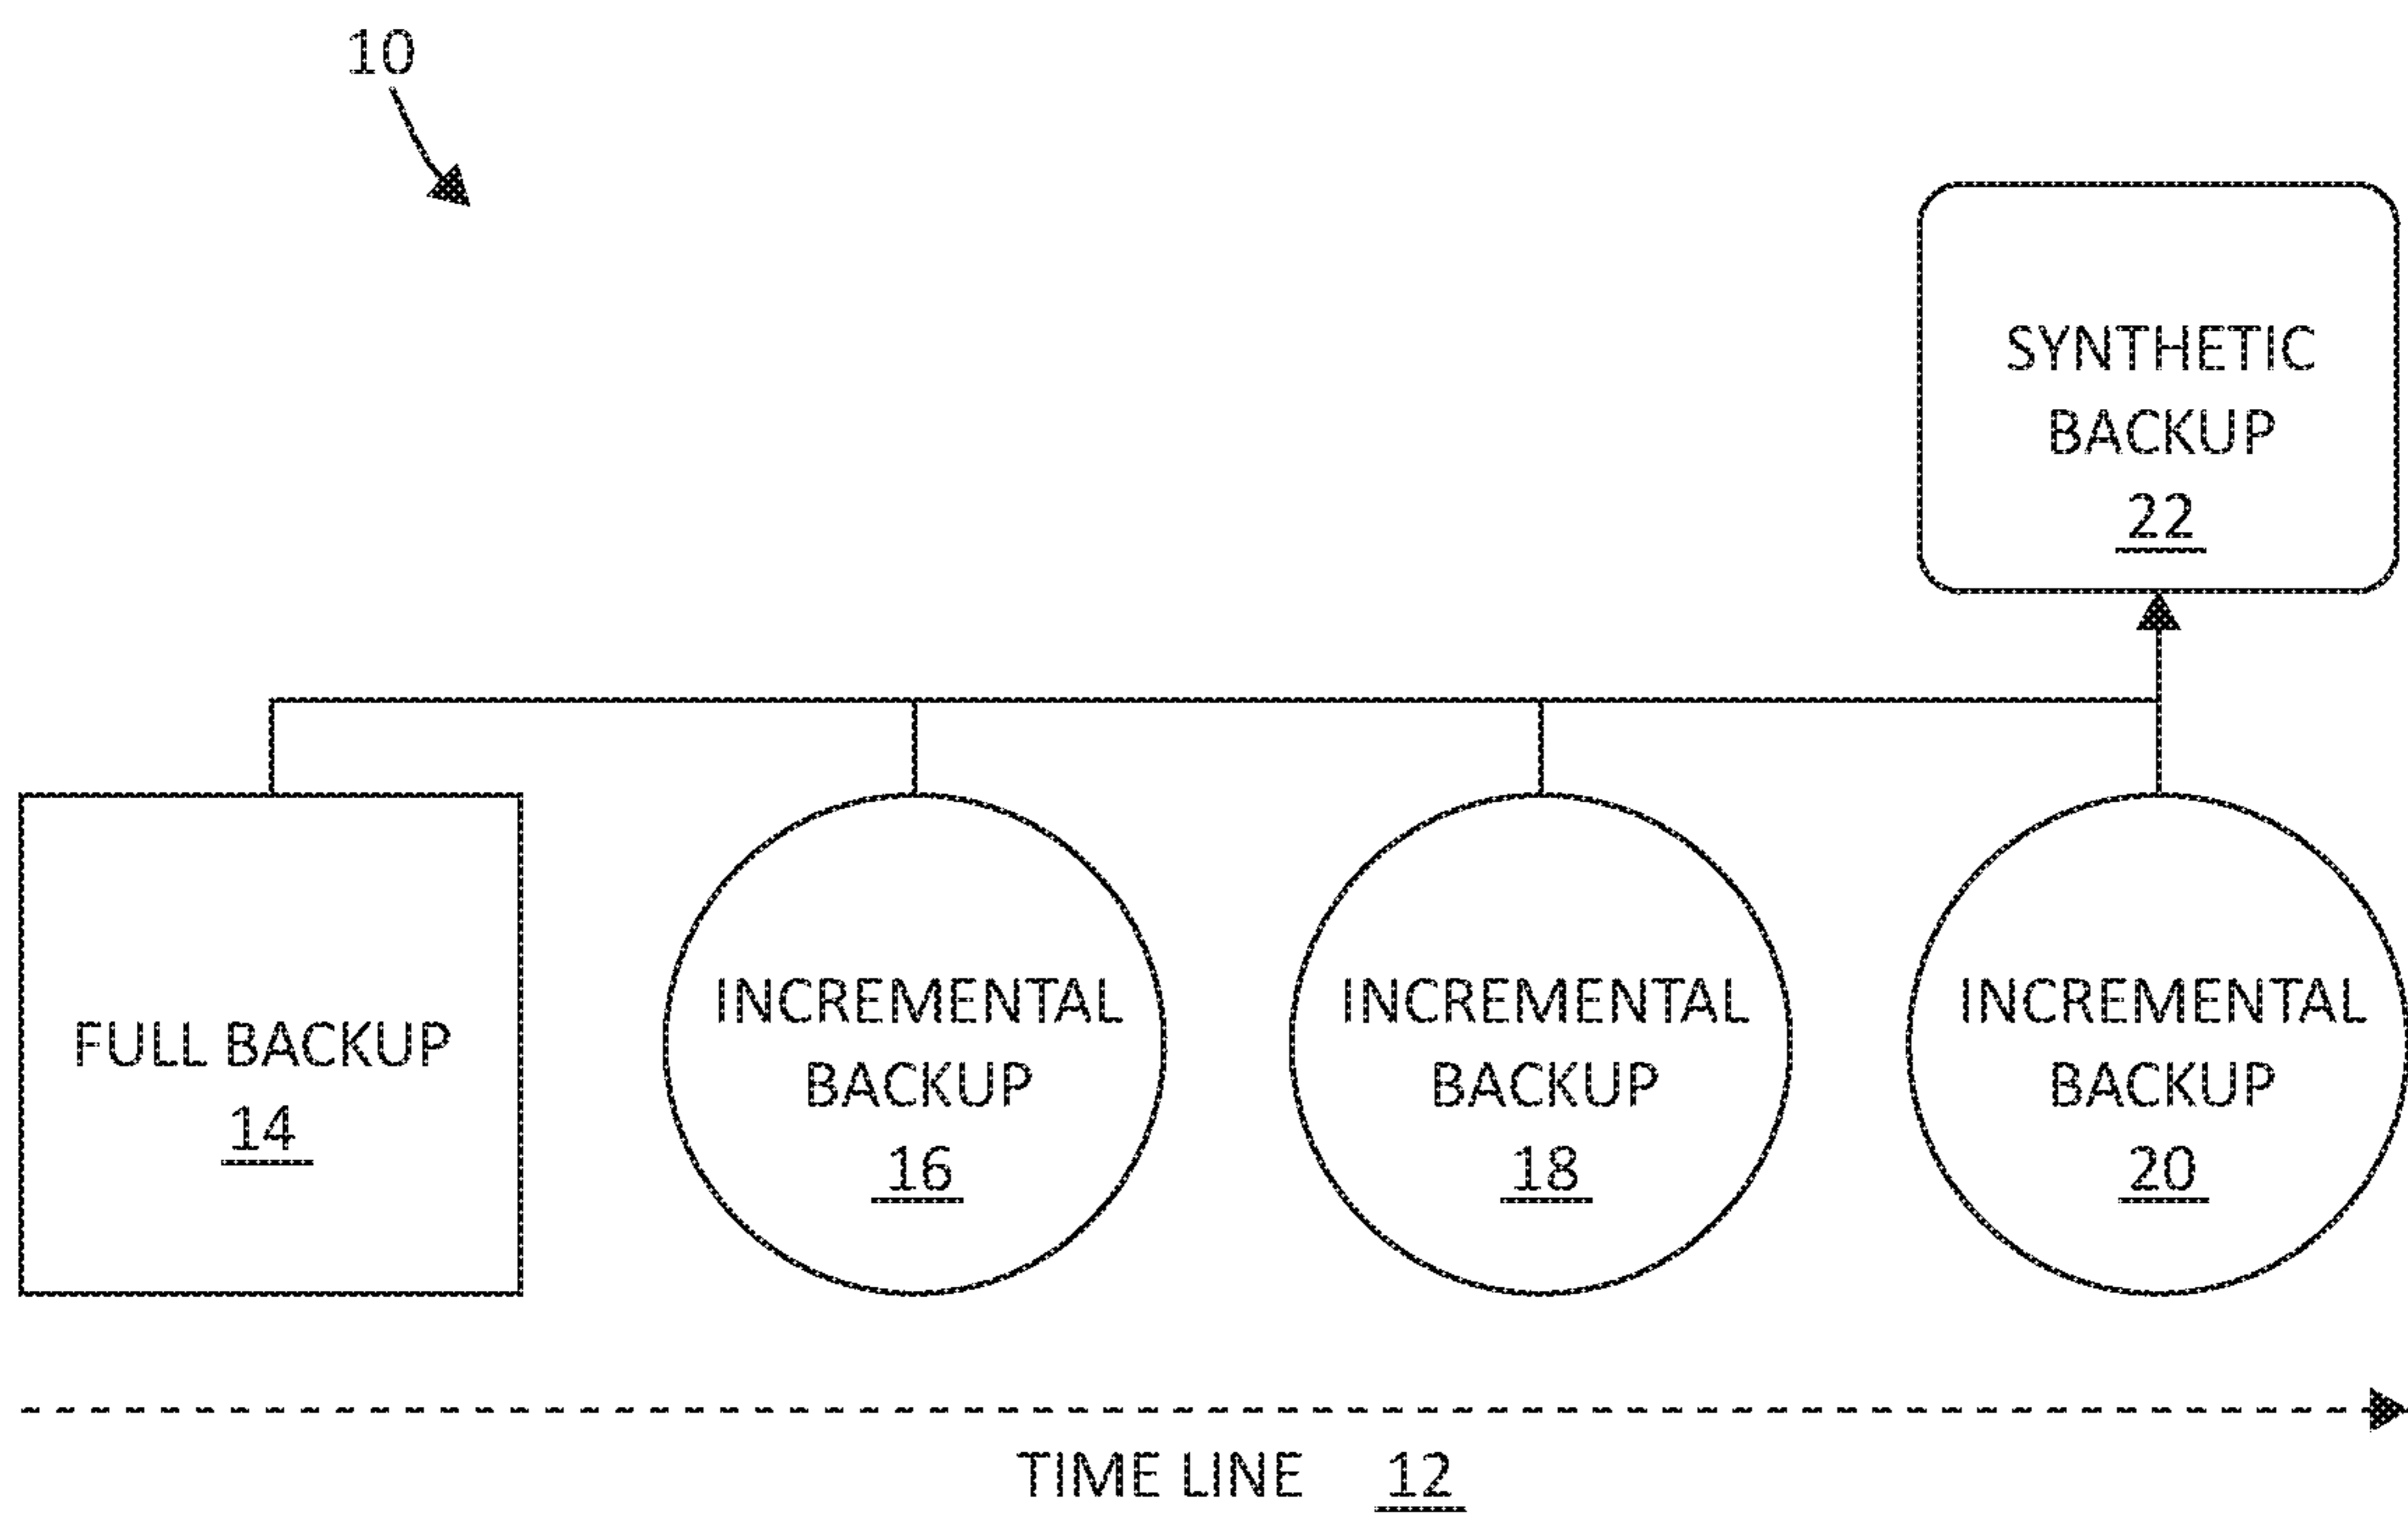 10
SYNTHETIC
BACKUP
22
FULL BACKUP
14
INCREMENTAL
BACKUP
16
INCREMENTAL
BACKUP
18
INCREMENTAL
BACKUP
20
TIME LINE 12